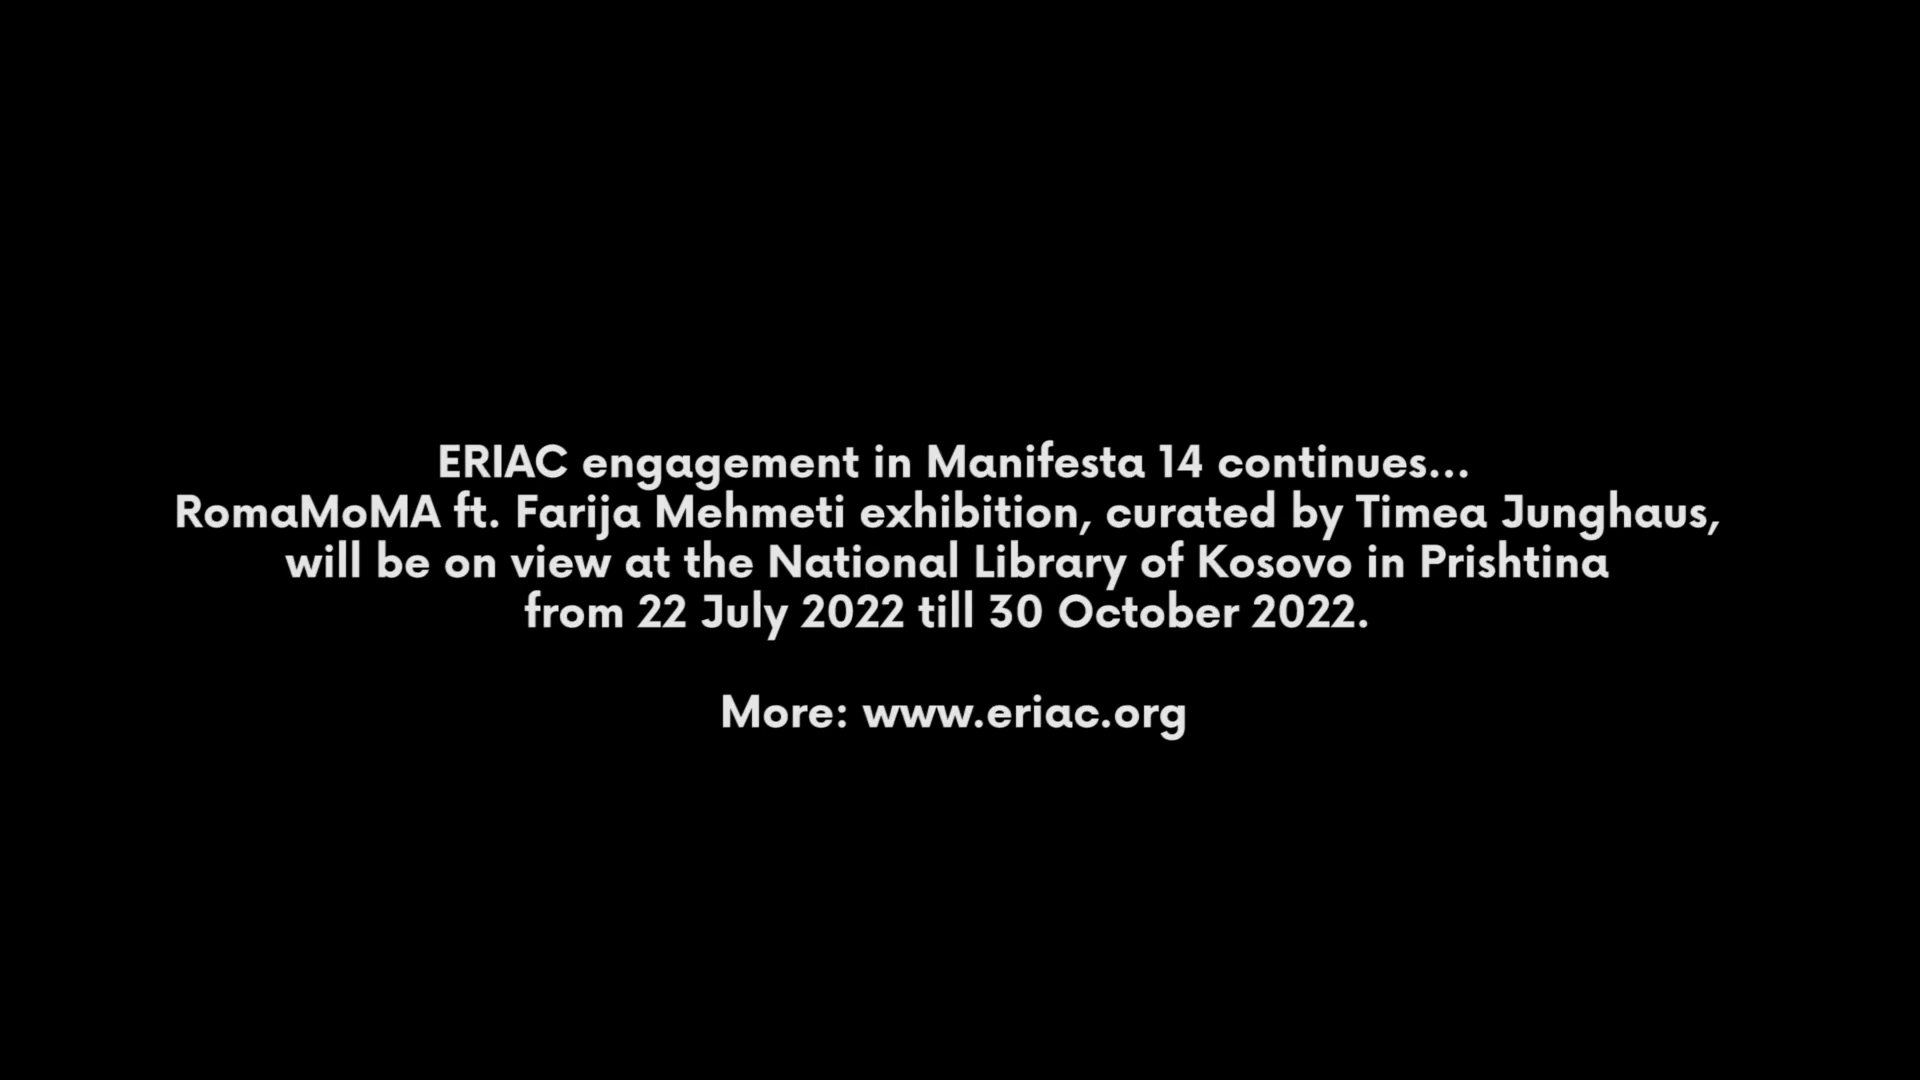 ERIAC engagement in Manifesta 14 continues...
RomaMoMA ft. Farija Mehmeti exhibition, curated by Timea Junghaus,
will be on view at the National Library of Kosovo in Prishtina
from 22 July 2022 till 30 October 2022.
More: www.eriac.org